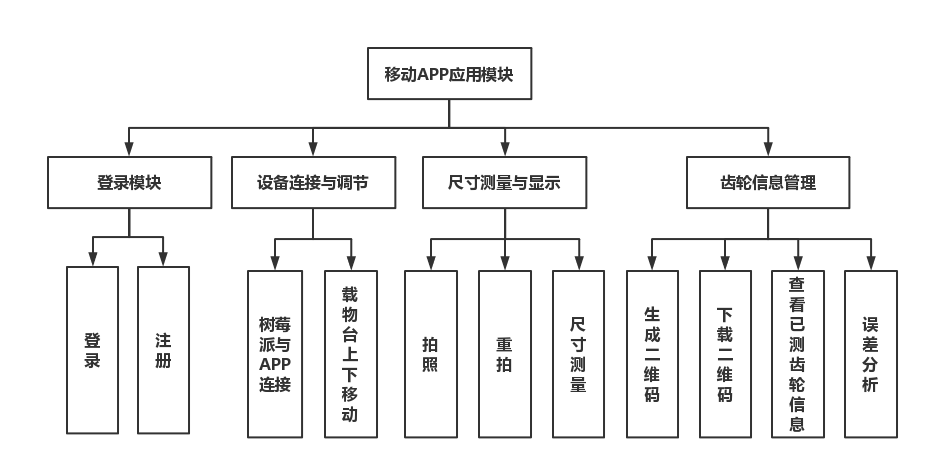 移动APP应用模块
登录模块
设备连接与调节
尺寸测量与显示
齿轮信息管理
登录
注册
树莓
派与
APP
连接
载物台上下移动
拍照
重拍
尺寸测量
生成二维码
下载二维码
查看已测齿轮信息
误差分析